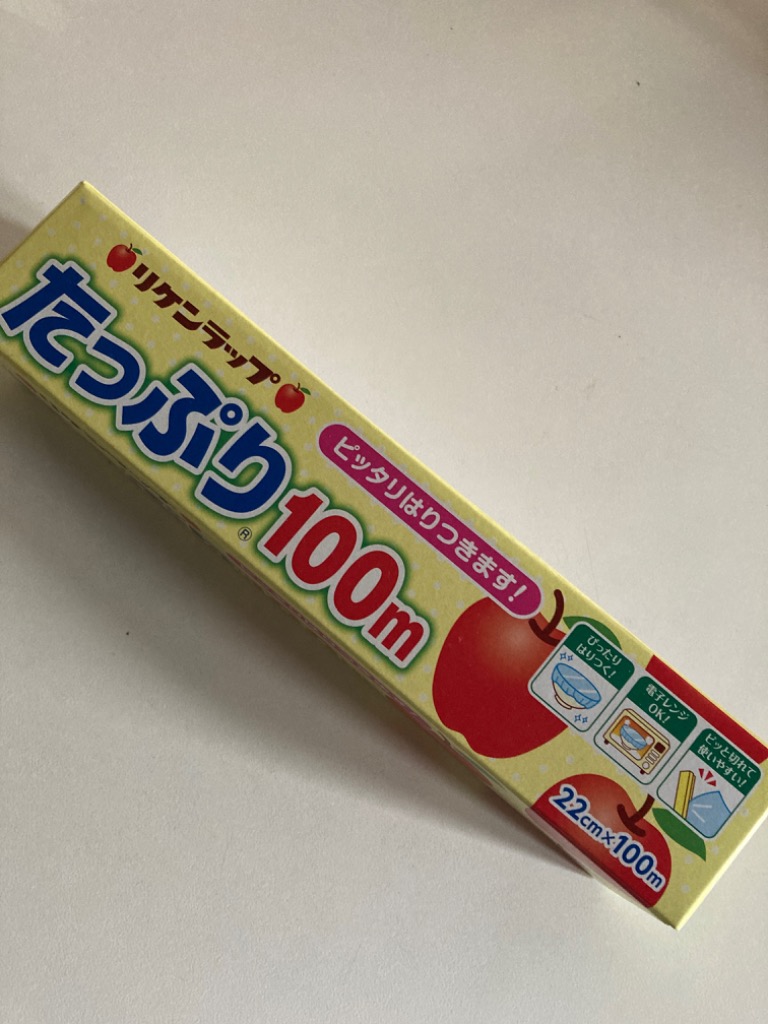 リケンラップ
たっぷり®100m
ピッタリはりつきます!
ぴったり
はりつく!
電子レンジ
OK!
ピッと切れて
使いやすい!
22cm×100m